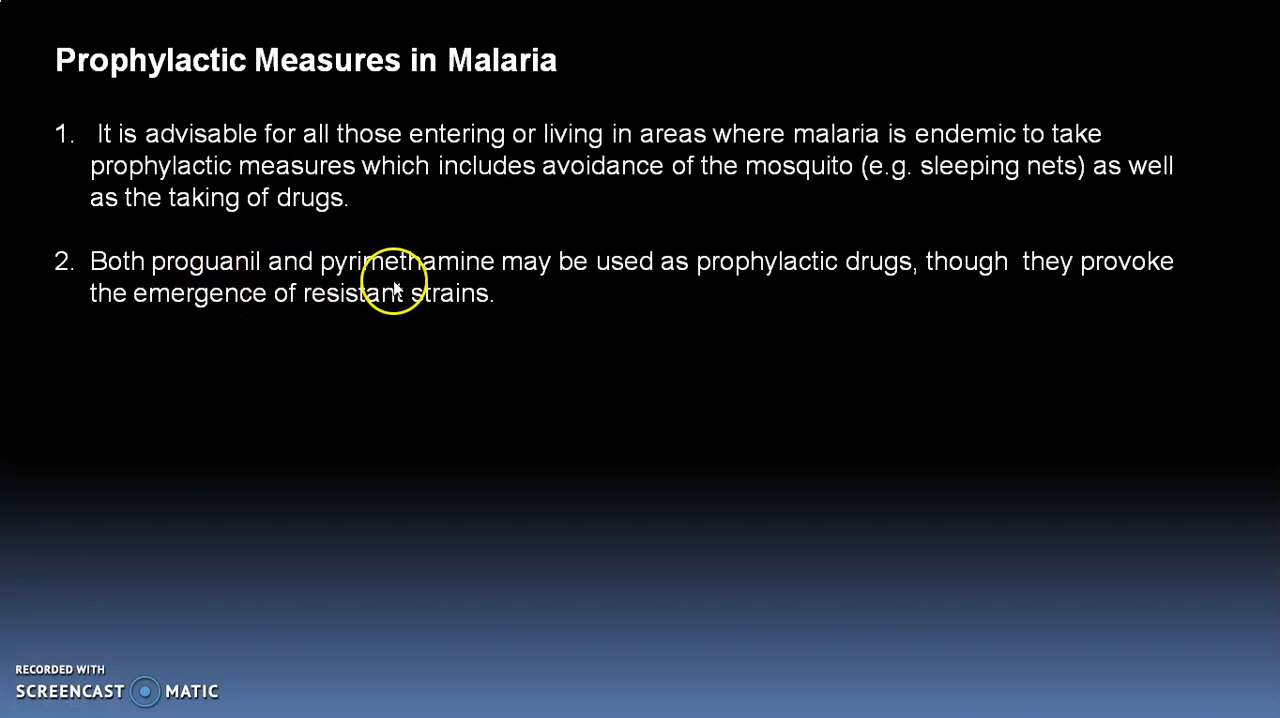 Prophylactic Measures in Malaria
1. It is advisable for all those entering or living in areas where malaria is endemic to take
prophylactic measures which includes avoidance of the mosquito (e.g. sleeping nets) as well
as the taking of drugs.
2. Both proguanil and pyrimethamine may be used as prophylactic drugs, though they provoke
the emergence of resistant strains.
RECORDED WITH
SCREENCAST MATIC